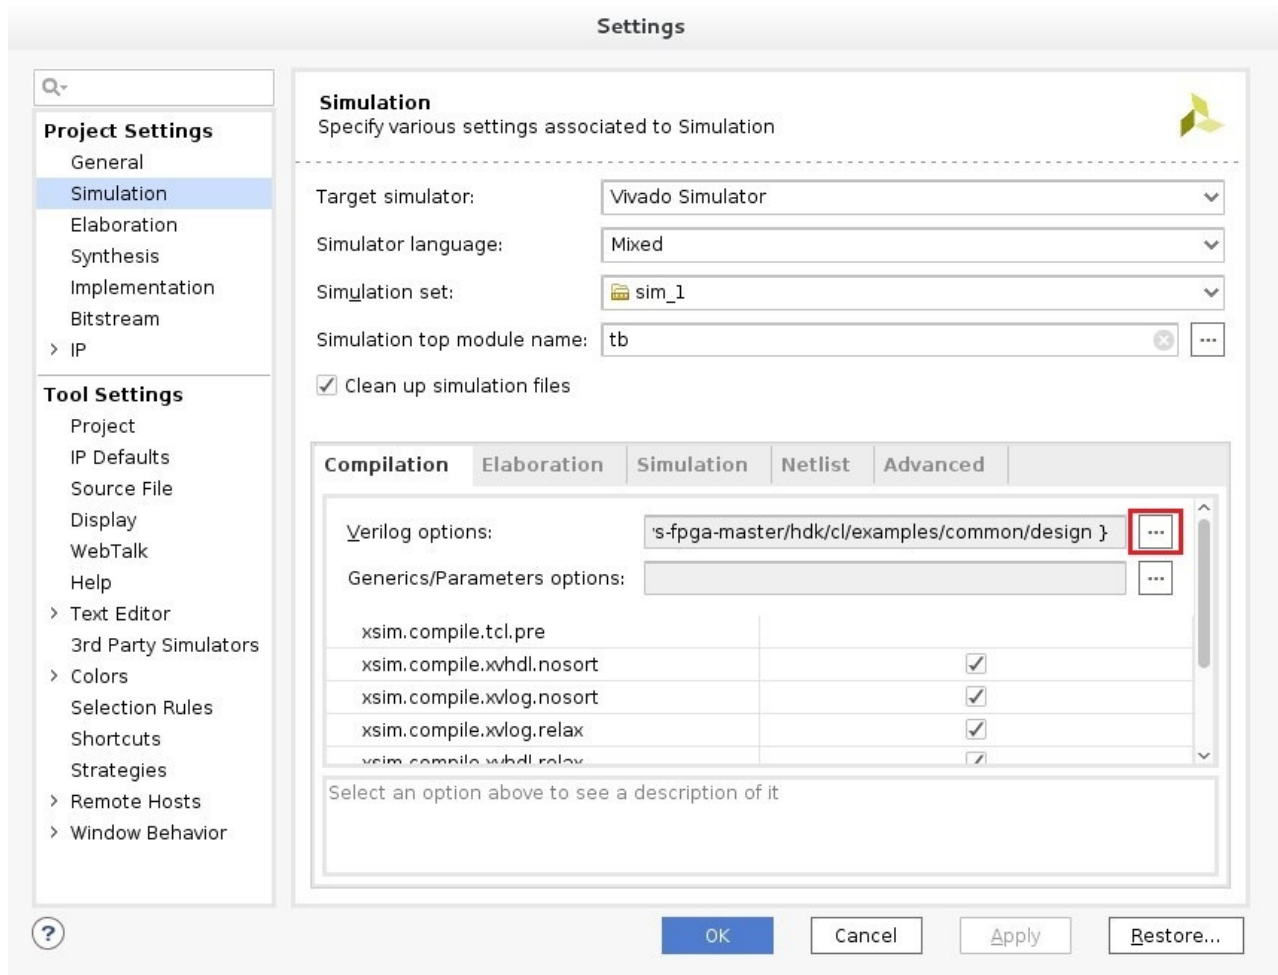 Settings
Project Settings
General
Simulation
Elaboration
Synthesis
Implementation
Bitstream
IP
Tool Settings
Project
IP Defaults
Source File
Display
WebTalk
Help
Text Editor
3rd Party Simulators
Colors
Selection Rules
Shortcuts
Strategies
Remote Hosts
Window Behavior
Simulation
Specify various settings associated to Simulation
Target simulator: Vivado Simulator
Simulator language: Mixed
Simulation set: sim_1
Simulation top module name: tb ...
Clean up simulation files
Compilation Elaboration Simulation Netlist Advanced
Verilog options: 's-fpga-master/hdk/cl/examples/common/design } ...
Generics/Parameters options: ...
xsim.compile.tcl.pre
xsim.compile.xvhdl.nosort
xsim.compile.xvlog.nosort
xsim.compile.xvlog.relax
xsim.compile.xvhdl.relax
Select an option above to see a description of it
? OK Cancel Apply Restore...